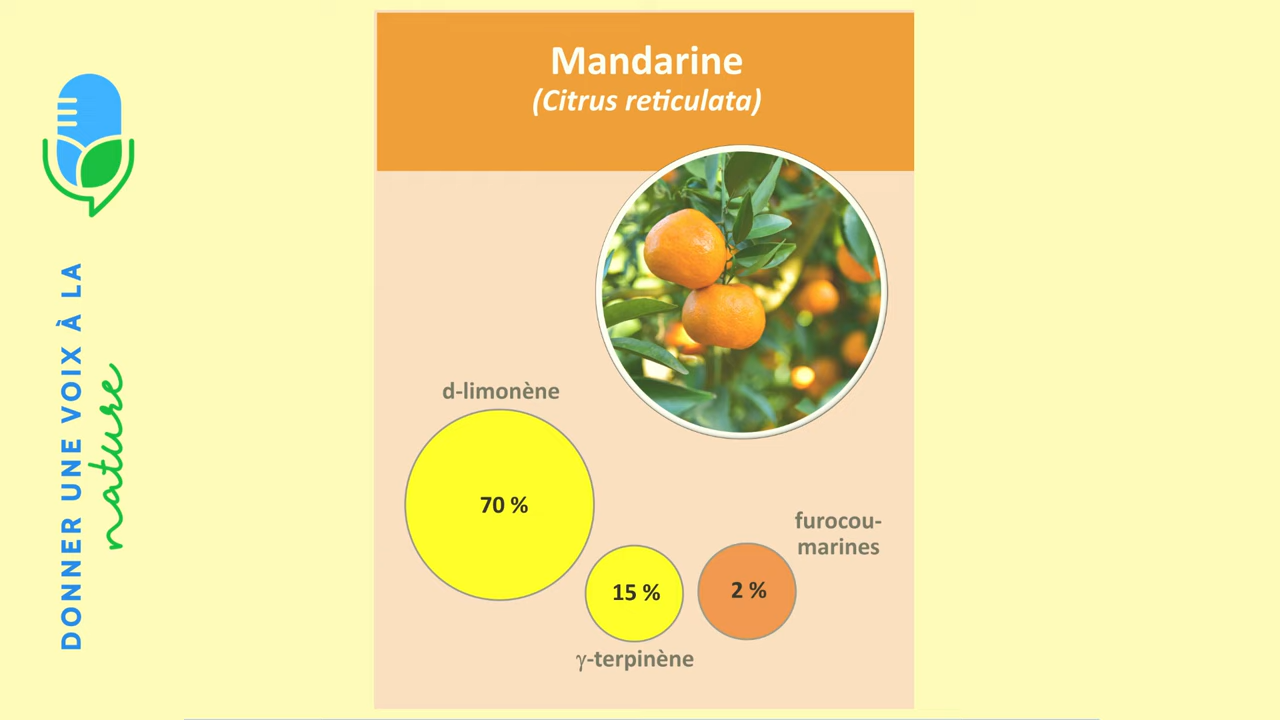 DONNER UNE VOIX À LA
nature
Mandarine
(Citrus reticulata)
d-limonène
70 %
furocou-
marines
15 %
2 %
γ-terpinène